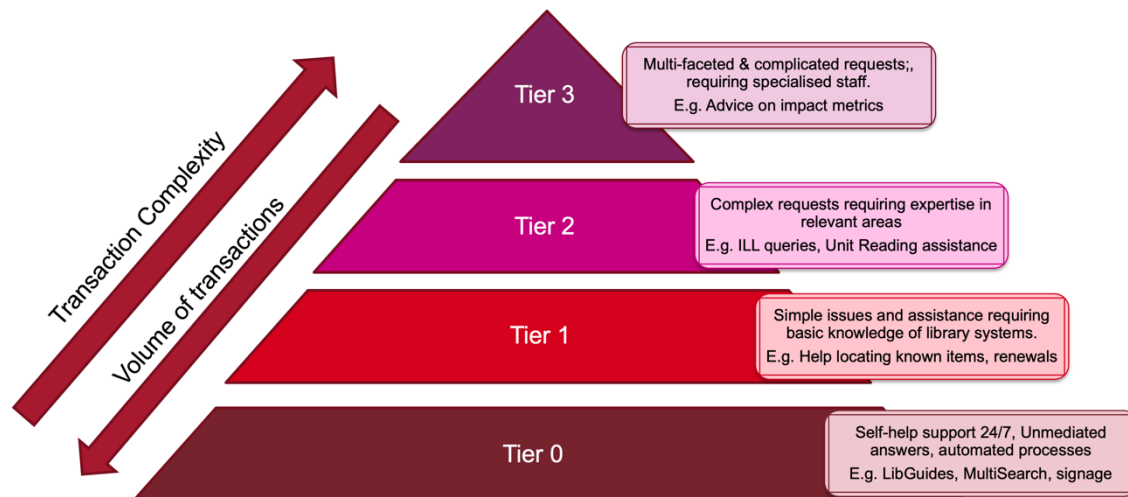 Tier 3
Multi-faceted & complicated requests;,
requiring specialised staff.
E.g. Advice on impact metrics
Transaction Complexity
Volume of transactions
Tier 2
Complex requests requiring expertise in
relevant areas
E.g. ILL queries, Unit Reading assistance
Tier 1
Simple issues and assistance requiring
basic knowledge of library systems.
E.g. Help locating known items, renewals
Tier 0
Self-help support 24/7, Unmediated
answers, automated processes
E.g. LibGuides, MultiSearch, signage